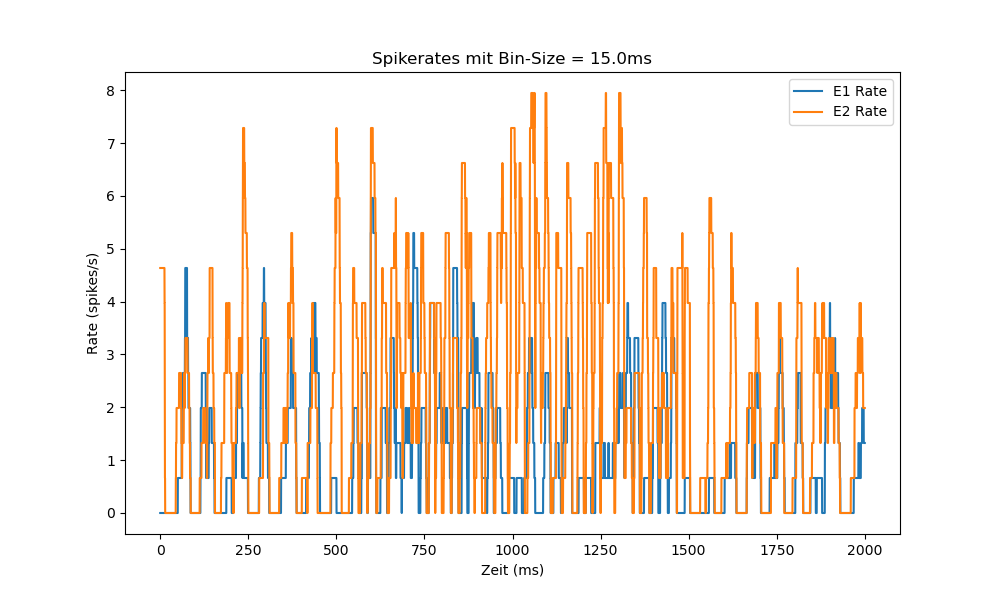 Spikerates mit Bin-Size = 15.0ms
E1 Rate
E2 Rate
Rate (spikes/s)
8
7
6
5
4
3
2
1
0
0 250 500 750 1000 1250 1500 1750 2000
Zeit (ms)